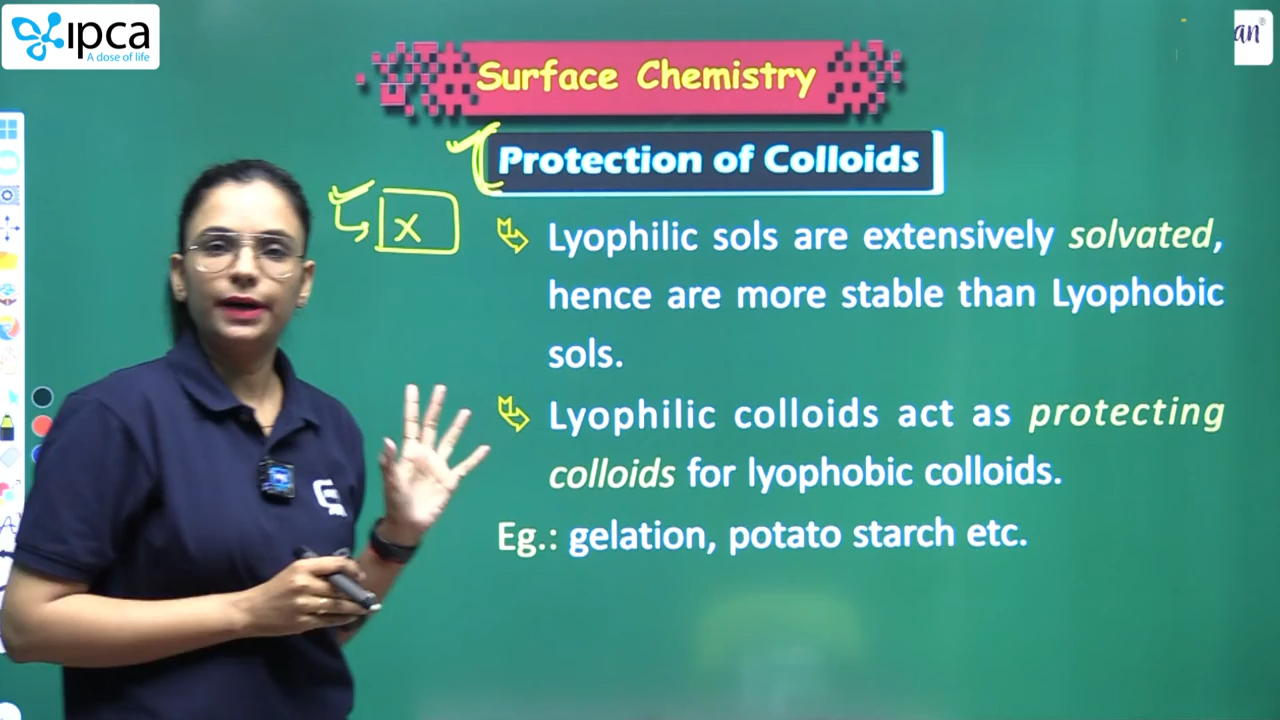 ipca
A dose of life
an®
Surface Chemistry
Protection of Colloids
x
Lyophilic sols are extensively solvated,
hence are more stable than Lyophobic
sols.
Lyophilic colloids act as protecting
colloids for lyophobic colloids.
Eg.: gelation, potato starch etc.